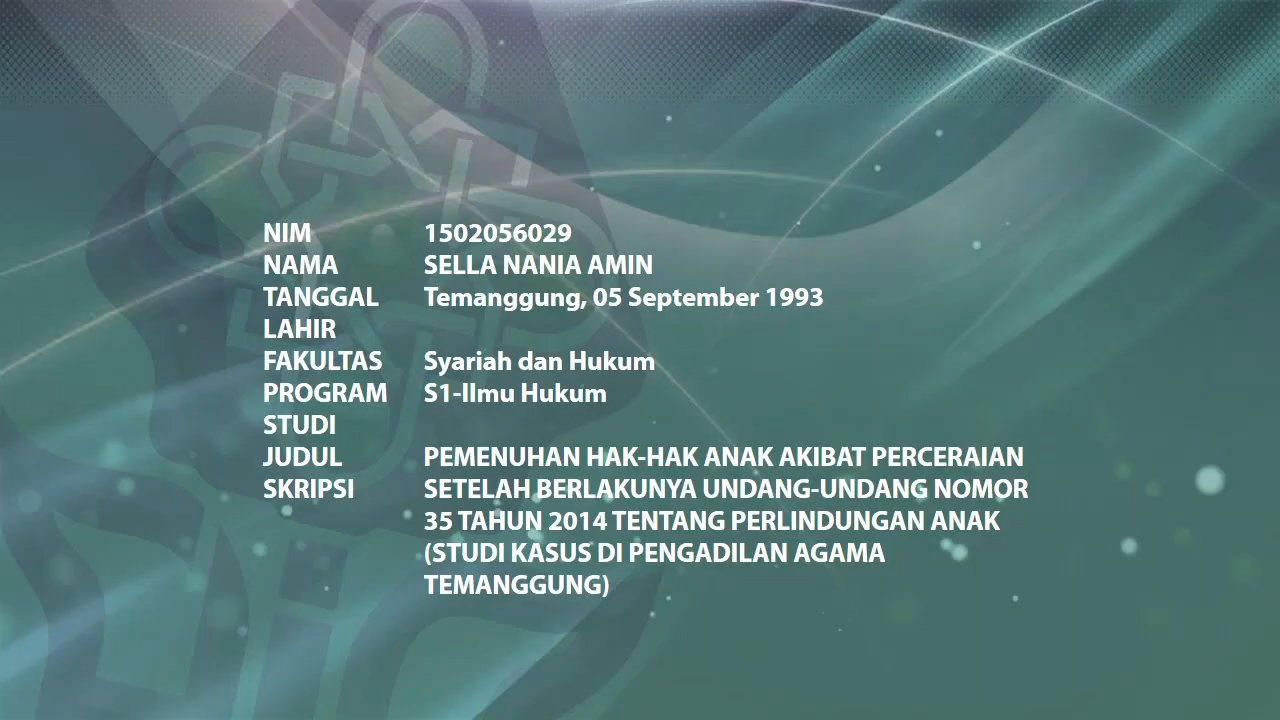 NIM 1502056029
NAMA SELLA NANIA AMIN
TANGGAL Temanggung, 05 September 1993
LAHIR
FAKULTAS Syariah dan Hukum
PROGRAM S1-Ilmu Hukum
STUDI
JUDUL PEMENUHAN HAK-HAK ANAK AKIBAT PERCERAIAN
SKRIPSI SETELAH BERLAKUNYA UNDANG-UNDANG NOMOR
35 TAHUN 2014 TENTANG PERLINDUNGAN ANAK
(STUDI KASUS DI PENGADILAN AGAMA
TEMANGGUNG)